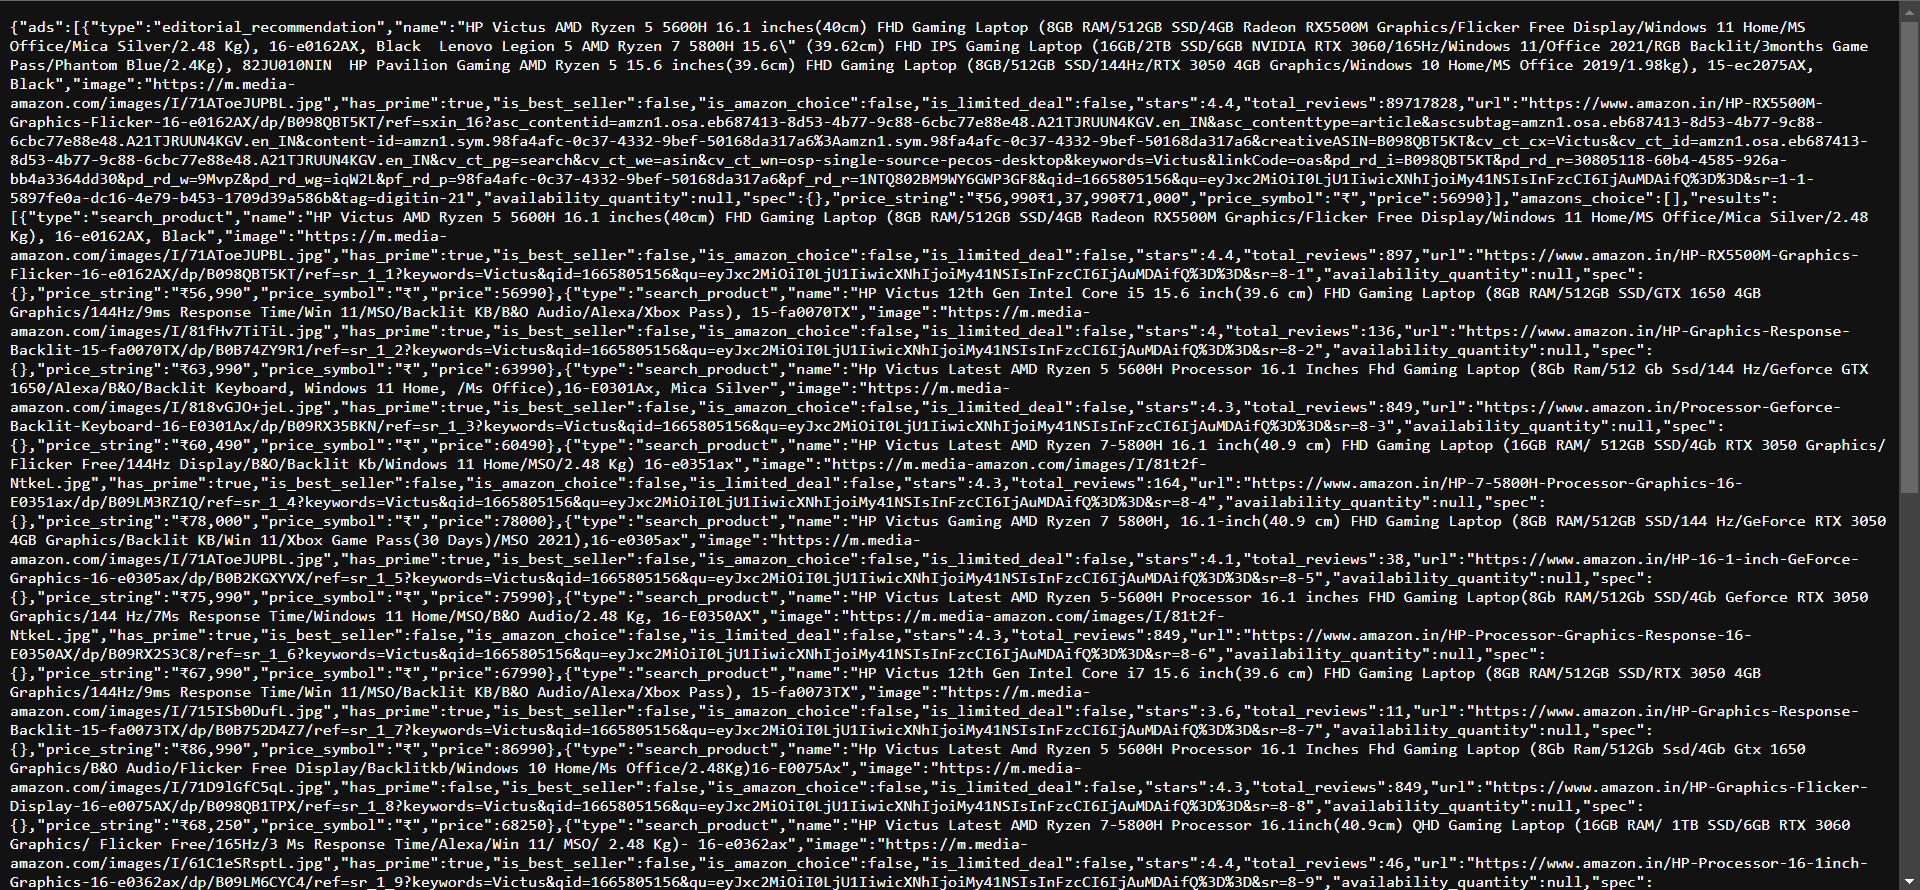 {"ads":[{"type":"editorial_recommendation","name":"HP Victus AMD Ryzen 5 5600H 16.1 inches(40cm) FHD Gaming Laptop (8GB RAM/512GB SSD/4GB Radeon RX5500M Graphics/Flicker Free Display/Windows 11 Home/MS
Office/Mica Silver/2.48 Kg), 16-e0162AX, Black  Lenovo Legion 5 AMD Ryzen 7 5800H 15.6\" (39.62cm) FHD IPS Gaming Laptop (16GB/2TB SSD/6GB NVIDIA RTX 3060/165Hz/Windows 11/Office 2021/RGB Backlit/3months Game
Pass/Phantom Blue/2.4Kg), 82JU010NIN  HP Pavilion Gaming AMD Ryzen 5 15.6 inches(39.6cm) FHD Gaming Laptop (8GB/512GB SSD/144Hz/RTX 3050 4GB Graphics/Windows 10 Home/MS Office 2019/1.98kg), 15-ec2075AX,
Black","image":"https://m.media-
amazon.com/images/I/71AToeJUPBL.jpg","has_prime":true,"is_best_seller":false,"is_amazon_choice":false,"is_limited_deal":false,"stars":4.4,"total_reviews":89717828,"url":"https://www.amazon.in/HP-RX5500M-
Graphics-Flicker-16-e0162AX/dp/B098QBT5KT/ref=sxin_16?asc_contentid=amzn1.osa.eb687413-8d53-4b77-9c88-6cbc77e88e48.A21TJRUUN4KGV.en_IN&asc_contenttype=article&ascsubtag=amzn1.osa.eb687413-8d53-4b77-9c88-
6cbc77e88e48.A21TJRUUN4KGV.en_IN&content-id=amzn1.sym.98fa4afc-0c37-4332-9bef-50168da317a6%3Aamzn1.sym.98fa4afc-0c37-4332-9bef-50168da317a6&creativeASIN=B098QBT5KT&cv_ct_cx=Victus&cv_ct_id=amzn1.osa.eb687413-
8d53-4b77-9c88-6cbc77e88e48.A21TJRUUN4KGV.en_IN&cv_ct_pg=search&cv_ct_we=asin&cv_ct_wn=osp-single-source-pecos-desktop&keywords=Victus&linkCode=oas&pd_rd_i=B098QBT5KT&pd_rd_r=30805118-60b4-4585-926a-
bb4a3364dd30&pd_rd_w=9MvpZ&pd_rd_wg=iqW2L&pf_rd_p=98fa4afc-0c37-4332-9bef-50168da317a6&pf_rd_r=1NTQ802BM9WY6GWP3GF8&qid=1665805156&qu=eyJxc2MiOiI0LjU1IiwicXNhIjoiMy41NSIsInFzcCI6IjAuMDAifQ%3D%3D&sr=1-1-
5897fe0a-dc16-4e79-b453-1709d39a586b&tag=digitin-21","availability_quantity":null,"spec":{},"price_string":"₹56,990₹1,37,990₹71,000","price_symbol":"₹","price":56990}],"amazons_choice":[],"results":
[{"type":"search_product","name":"HP Victus AMD Ryzen 5 5600H 16.1 inches(40cm) FHD Gaming Laptop (8GB RAM/512GB SSD/4GB Radeon RX5500M Graphics/Flicker Free Display/Windows 11 Home/MS Office/Mica Silver/2.48
Kg), 16-e0162AX, Black","image":"https://m.media-
amazon.com/images/I/71AToeJUPBL.jpg","has_prime":true,"is_best_seller":false,"is_amazon_choice":false,"is_limited_deal":false,"stars":4.4,"total_reviews":897,"url":"https://www.amazon.in/HP-RX5500M-Graphics-
Flicker-16-e0162AX/dp/B098QBT5KT/ref=sr_1_1?keywords=Victus&qid=1665805156&qu=eyJxc2MiOiI0LjU1IiwicXNhIjoiMy41NSIsInFzcCI6IjAuMDAifQ%3D%3D&sr=8-1","availability_quantity":null,"spec":
{},"price_string":"₹56,990","price_symbol":"₹","price":56990},{"type":"search_product","name":"HP Victus 12th Gen Intel Core i5 15.6 inch(39.6 cm) FHD Gaming Laptop (8GB RAM/512GB SSD/GTX 1650 4GB
Graphics/144Hz/9ms Response Time/Win 11/MSO/Backlit KB/B&O Audio/Alexa/Xbox Pass), 15-fa0070TX","image":"https://m.media-
amazon.com/images/I/81fHv7TiTiL.jpg","has_prime":true,"is_best_seller":false,"is_amazon_choice":false,"is_limited_deal":false,"stars":4,"total_reviews":136,"url":"https://www.amazon.in/HP-Graphics-Response-
Backlit-15-fa0070TX/dp/B0B74ZY9R1/ref=sr_1_2?keywords=Victus&qid=1665805156&qu=eyJxc2MiOiI0LjU1IiwicXNhIjoiMy41NSIsInFzcCI6IjAuMDAifQ%3D%3D&sr=8-2","availability_quantity":null,"spec":
{},"price_string":"₹63,990","price_symbol":"₹","price":63990},{"type":"search_product","name":"Hp Victus Latest AMD Ryzen 5 5600H Processor 16.1 Inches Fhd Gaming Laptop (8Gb Ram/512 Gb Ssd/144 Hz/Geforce GTX
1650/Alexa/B&O/Backlit Keyboard, Windows 11 Home, /Ms Office),16-E0301Ax, Mica Silver","image":"https://m.media-
amazon.com/images/I/818vGJO+jeL.jpg","has_prime":true,"is_best_seller":false,"is_amazon_choice":false,"is_limited_deal":false,"stars":4.3,"total_reviews":849,"url":"https://www.amazon.in/Processor-Geforce-
Backlit-Keyboard-16-E0301Ax/dp/B09RX35BKN/ref=sr_1_3?keywords=Victus&qid=1665805156&qu=eyJxc2MiOiI0LjU1IiwicXNhIjoiMy41NSIsInFzcCI6IjAuMDAifQ%3D%3D&sr=8-3","availability_quantity":null,"spec":
{},"price_string":"₹60,490","price_symbol":"₹","price":60490},{"type":"search_product","name":"HP Victus Latest AMD Ryzen 7-5800H 16.1 inch(40.9 cm) FHD Gaming Laptop (16GB RAM/ 512GB SSD/4Gb RTX 3050 Graphics/
Flicker Free/144Hz Display/B&O/Backlit Kb/Windows 11 Home/MSO/2.48 Kg) 16-e0351ax","image":"https://m.media-amazon.com/images/I/81t2f-
NtkeL.jpg","has_prime":true,"is_best_seller":false,"is_amazon_choice":false,"is_limited_deal":false,"stars":4.3,"total_reviews":164,"url":"https://www.amazon.in/HP-7-5800H-Processor-Graphics-16-
E0351ax/dp/B09LM3RZ1Q/ref=sr_1_4?keywords=Victus&qid=1665805156&qu=eyJxc2MiOiI0LjU1IiwicXNhIjoiMy41NSIsInFzcCI6IjAuMDAifQ%3D%3D&sr=8-4","availability_quantity":null,"spec":
{},"price_string":"₹78,000","price_symbol":"₹","price":78000},{"type":"search_product","name":"HP Victus Gaming AMD Ryzen 7 5800H, 16.1-inch(40.9 cm) FHD Gaming Laptop (8GB RAM/512GB SSD/144 Hz/GeForce RTX 3050
4GB Graphics/Backlit KB/Win 11/Xbox Game Pass(30 Days)/MSO 2021),16-e0305ax","image":"https://m.media-
amazon.com/images/I/71AToeJUPBL.jpg","has_prime":true,"is_best_seller":false,"is_amazon_choice":false,"is_limited_deal":false,"stars":4.1,"total_reviews":38,"url":"https://www.amazon.in/HP-16-1-inch-GeForce-
Graphics-16-e0305ax/dp/B0B2KGXYVX/ref=sr_1_5?keywords=Victus&qid=1665805156&qu=eyJxc2MiOiI0LjU1IiwicXNhIjoiMy41NSIsInFzcCI6IjAuMDAifQ%3D%3D&sr=8-5","availability_quantity":null,"spec":
{},"price_string":"₹75,990","price_symbol":"₹","price":75990},{"type":"search_product","name":"HP Victus Latest AMD Ryzen 5-5600H Processor 16.1 inches FHD Gaming Laptop(8Gb RAM/512Gb SSD/4Gb Geforce RTX 3050
Graphics/144 Hz/7Ms Response Time/Windows 11 Home/MSO/B&O Audio/2.48 Kg, 16-E0350AX","image":"https://m.media-amazon.com/images/I/81t2f-
NtkeL.jpg","has_prime":true,"is_best_seller":false,"is_amazon_choice":false,"is_limited_deal":false,"stars":4.3,"total_reviews":849,"url":"https://www.amazon.in/HP-Processor-Graphics-Response-16-
E0350AX/dp/B09RX2S3C8/ref=sr_1_6?keywords=Victus&qid=1665805156&qu=eyJxc2MiOiI0LjU1IiwicXNhIjoiMy41NSIsInFzcCI6IjAuMDAifQ%3D%3D&sr=8-6","availability_quantity":null,"spec":
{},"price_string":"₹67,990","price_symbol":"₹","price":67990},{"type":"search_product","name":"HP Victus 12th Gen Intel Core i7 15.6 inch(39.6 cm) FHD Gaming Laptop (8GB RAM/512GB SSD/RTX 3050 4GB
Graphics/144Hz/9ms Response Time/Win 11/MSO/Backlit KB/B&O Audio/Alexa/Xbox Pass), 15-fa0073TX","image":"https://m.media-
amazon.com/images/I/715ISb0DufL.jpg","has_prime":true,"is_best_seller":false,"is_amazon_choice":false,"is_limited_deal":false,"stars":3.6,"total_reviews":11,"url":"https://www.amazon.in/HP-Graphics-Response-
Backlit-15-fa0073TX/dp/B0B752D4Z7/ref=sr_1_7?keywords=Victus&qid=1665805156&qu=eyJxc2MiOiI0LjU1IiwicXNhIjoiMy41NSIsInFzcCI6IjAuMDAifQ%3D%3D&sr=8-7","availability_quantity":null,"spec":
{},"price_string":"₹86,990","price_symbol":"₹","price":86990},{"type":"search_product","name":"Hp Victus Latest Amd Ryzen 5 5600H Processor 16.1 Inches Fhd Gaming Laptop (8Gb Ram/512Gb Ssd/4Gb Gtx 1650
Graphics/B&O Audio/Flicker Free Display/Backlitkb/Windows 10 Home/Ms Office/2.48Kg)16-E0075Ax","image":"https://m.media-
amazon.com/images/I/71D9lGfC5qL.jpg","has_prime":false,"is_best_seller":false,"is_amazon_choice":false,"is_limited_deal":false,"stars":4.3,"total_reviews":849,"url":"https://www.amazon.in/HP-Graphics-Flicker-
Display-16-e0075AX/dp/B098QB1TPX/ref=sr_1_8?keywords=Victus&qid=1665805156&qu=eyJxc2MiOiI0LjU1IiwicXNhIjoiMy41NSIsInFzcCI6IjAuMDAifQ%3D%3D&sr=8-8","availability_quantity":null,"spec":
{},"price_string":"₹68,250","price_symbol":"₹","price":68250},{"type":"search_product","name":"HP Victus Latest AMD Ryzen 7-5800H Processor 16.1inch(40.9cm) QHD Gaming Laptop (16GB RAM/ 1TB SSD/6GB RTX 3060
Graphics/ Flicker Free/165Hz/3 Ms Response Time/Alexa/Win 11/ MSO/ 2.48 Kg)- 16-e0362ax","image":"https://m.media-
amazon.com/images/I/61C1eSRsptL.jpg","has_prime":true,"is_best_seller":false,"is_amazon_choice":false,"is_limited_deal":false,"stars":4.4,"total_reviews":46,"url":"https://www.amazon.in/HP-Processor-16-1inch-
Graphics-16-e0362ax/dp/B09LM6CYC4/ref=sr_1_9?keywords=Victus&qid=1665805156&qu=eyJxc2MiOiI0LjU1IiwicXNhIjoiMy41NSIsInFzcCI6IjAuMDAifQ%3D%3D&sr=8-9","availability_quantity":null,"spec":